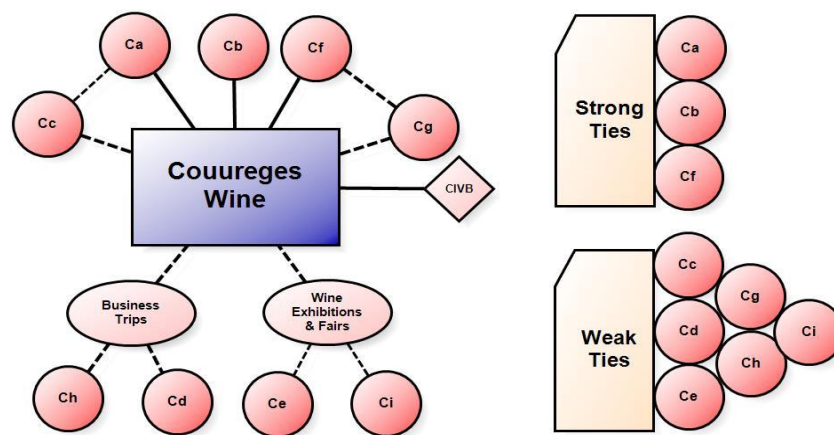 Ca
Cb
Cf
Cc
Cg
Couureges
Wine
CIVB
Business
Trips
Wine
Exhibitions
& Fairs
Ch
Cd
Ce
Ci
Strong
Ties
Ca
Cb
Cf
Weak
Ties
Cc
Cg
Cd
Ci
Ch
Ce